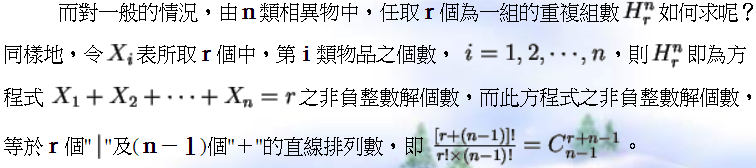 而對一般的情況，由n類相異物中，任取r個為一組的重複組數 $H_r^n$ 如何求呢？
同樣地，令 $X_i$ 表所取 r 個中，第 i 類物品之個數， $i = 1, 2, \cdots, n$ ，則 $H_r^n$ 即為方
程式 $X_1 + X_2 + \cdots + X_n = r$ 之非負整數解個數，而此方程式之非負整數解個數，
等於 r 個"|"及(n－1)個"+"的直線排列數，即 $\frac{[r+(n-1)]!}{r!\times(n-1)!} = C_{n-1}^{r+n-1}$ 。